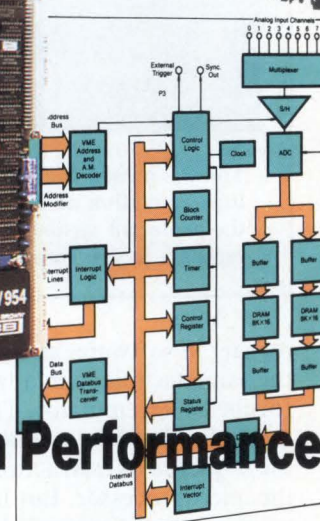 Analog Input Channels
0 1 2 3 4 5 6 7
External
Trigger
Sync.
Out
P3
Multiplexer
S/H
Address
Bus
VME
Address
and
A.M.
Decoder
Control
Logic
Clock
ADC
Address
Modifier
Block
Counter
Interrupt
Lines
Interrupt
Logic
Timer
Buffer
Buffer
/954
Control
Register
DRAM
8K×16
DRAM
8K×16
Data
Bus
VME
Databus
Trans-
ceiver
Status
Register
Buffer
Buffer
Performance
Internal
Databus
Interrupt
Vector